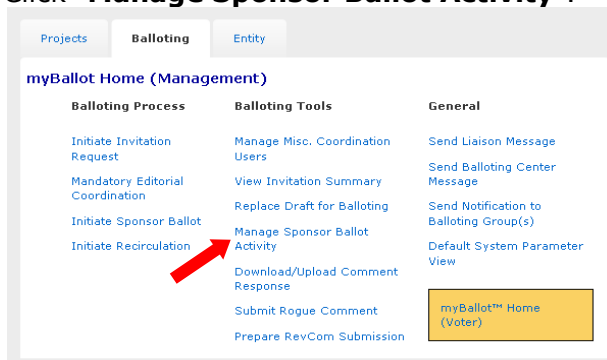 Click "Manage Sponsor Ballot Activity".
Projects Balloting Entity
myBallot Home (Management)
Balloting Process
Initiate Invitation
Request
Mandatory Editorial
Coordination
Initiate Sponsor Ballot
Initiate Recirculation
Balloting Tools
Manage Misc. Coordination
Users
View Invitation Summary
Replace Draft for Balloting
Manage Sponsor Ballot
Activity
Download/Upload Comment
Response
Submit Rogue Comment
Prepare RevCom Submission
General
Send Liaison Message
Send Balloting Center
Message
Send Notification to
Balloting Group(s)
Default System Parameter
View
myBallot™ Home
(Voter)